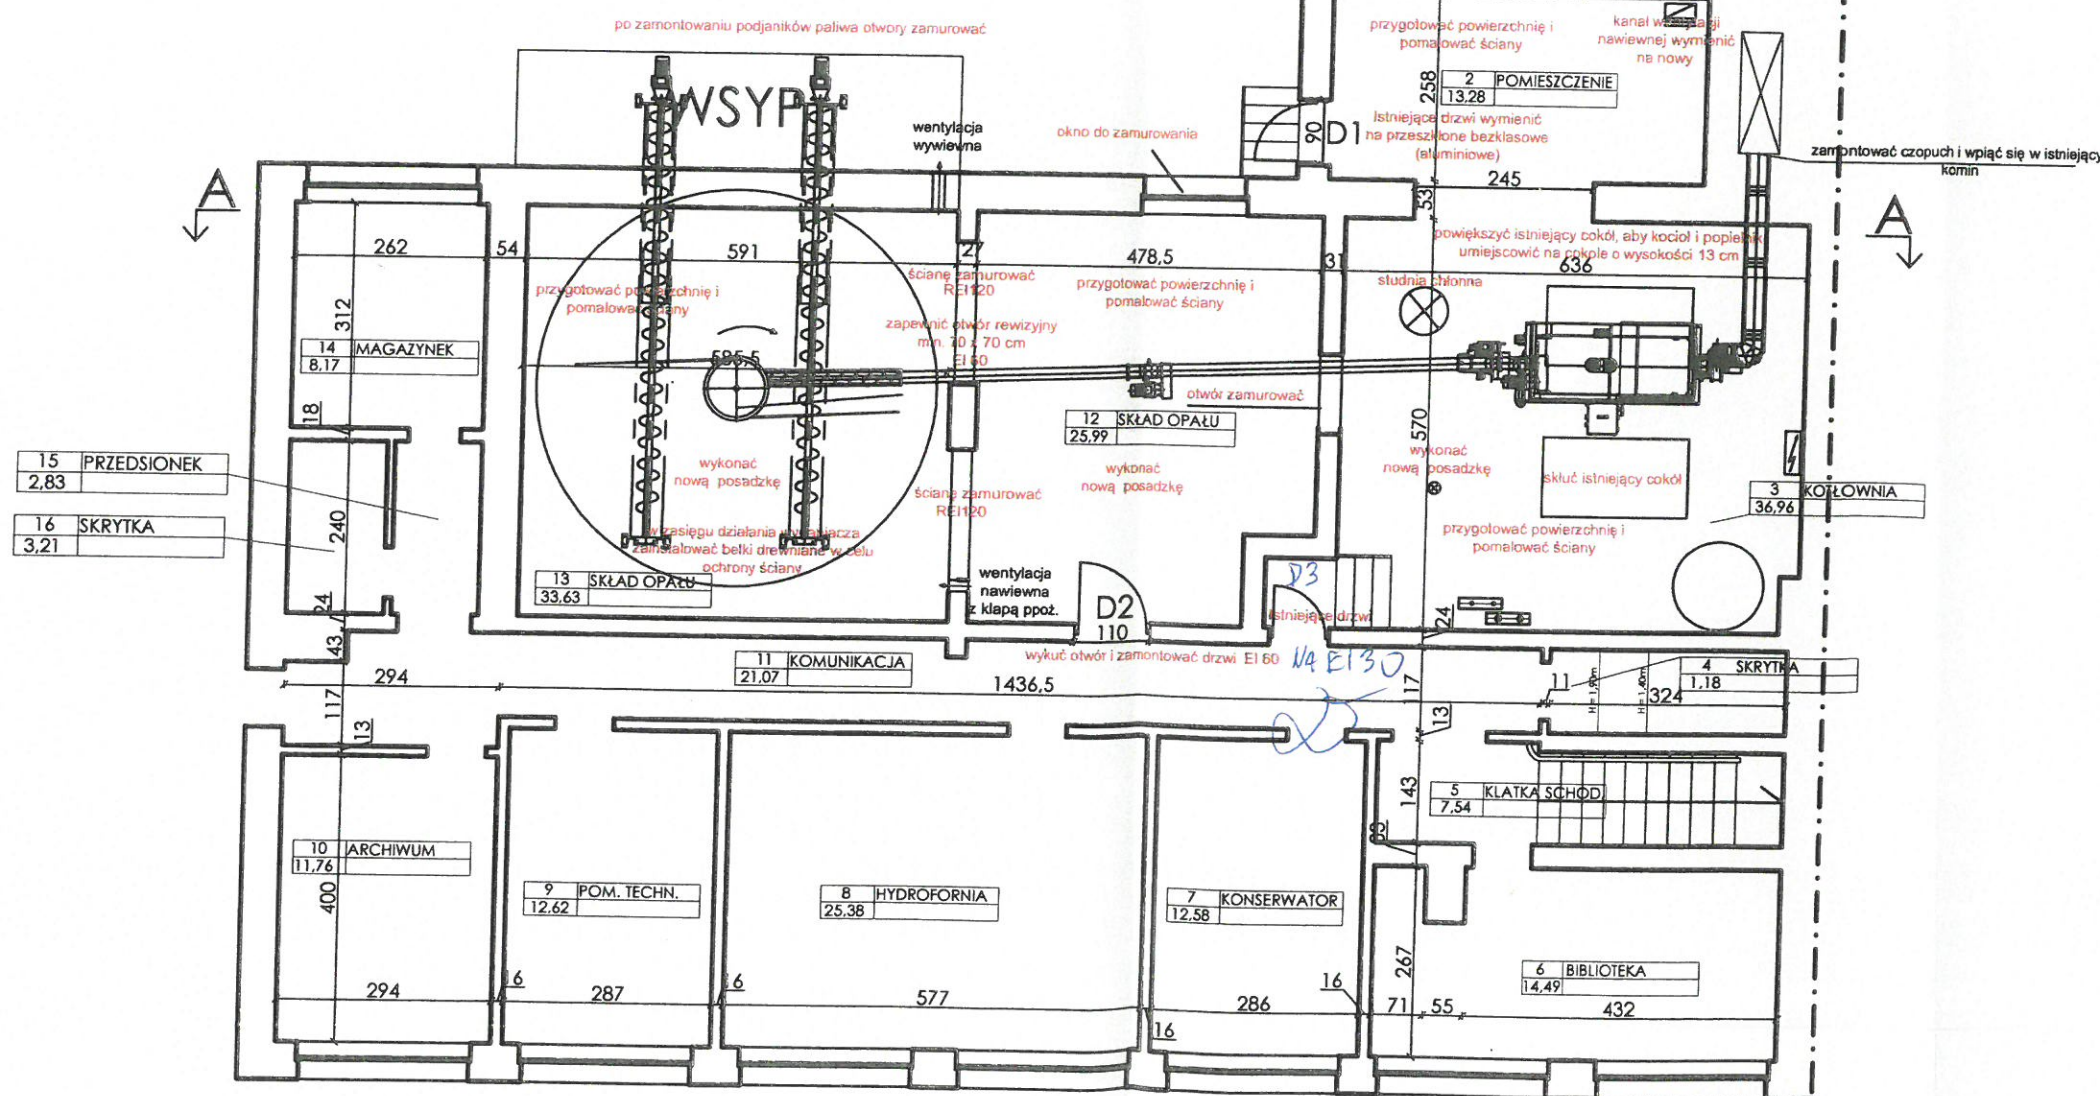 po zamontowaniu podjaników paliwa otwory zamurować
przygotować powierzchnię i
pomalować ściany
kanał wentylacji
nawiewnej wymienić
na nowy
258
2 POMIESZCZENIE
13,28
WSYP
wentylacja
wywiewna
okno do zamurowania
90
D1
Istniejące drzwi wymienić
na przeszklone bezklasowe
(aluminiowe)
zamontować czopuch i wpiąć się w istniejący
komin
245
53
A
A
262
54
591
27
478,5
31
636
powiększyć istniejący cokół, aby kocioł i popielnik
umiejscowić na cokole o wysokości 13 cm
ścianę zamurować
REI120
przygotować powierzchnię i
pomalować ściany
przygotować powierzchnię i
pomalować ściany
studnia chłonna
312
zapewnić otwór rewizyjny
min. 70 x 70 cm
EI 60
14 MAGAZYNEK
8,17
585,5
otwór zamurować
18
12 SKŁAD OPAŁU
25,99
570
15 PRZEDSIONEK
2,83
wykonać
nową posadzkę
wykonać
nową posadzkę
wykonać
nową posadzkę
skłuć istniejący cokół
3 KOTŁOWNIA
36,96
ścianę zamurować
REI120
16 SKRYTKA
3,21
240
w zasięgu działania wygarniacza
zainstalować belki drewniane w celu
ochrony ściany
przygotować powierzchnię i
pomalować ściany
13 SKŁAD OPAŁU
33,63
wentylacja
nawiewna
z klapą ppoż.
D3
24
D2
110
istniejące drzwi
24
43
wykuć otwór i zamontować drzwi EI 60
NA EI 30
11 KOMUNIKACJA
21,07
294
1436,5
117
117
11
4 SKRYTKA
1,18
H = 1,90m
H = 1,40m
324
13
13
143
5 KLATKA SCHOD.
7,54
10 ARCHIWUM
11,76
400
9 POM. TECHN.
12,62
8 HYDROFORNIA
25,38
7 KONSERWATOR
12,58
267
6 BIBLIOTEKA
14,49
294
16
287
16
577
16
286
16
71
55
432